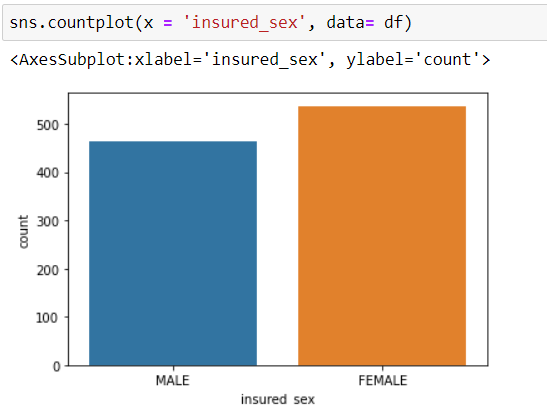 sns.countplot(x = 'insured_sex', data= df)
<AxesSubplot:xlabel='insured_sex', ylabel='count'>
500
400
300
200
100
0
count
MALE
FEMALE
insured_sex